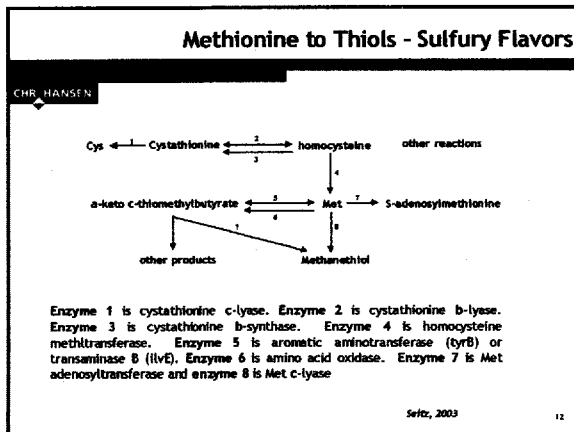 Methionine to Thiols - Sulfury Flavors
CHR HANSEN
Cys 1 Cystathionine 2 homocysteine other reactions
3
4
a-keto c-thiomethylbutyrate 5 Met 7 S-adenosylmethionine
6
? 8
other products Methanethiol
Enzyme 1 is cystathionine c-lyase. Enzyme 2 is cystathionine b-lyase.
Enzyme 3 is cystathionine b-synthase. Enzyme 4 is homocysteine
methltransferase. Enzyme 5 is aromatic aminotransferase (tyrB) or
transaminase B (ilvE). Enzyme 6 is amino acid oxidase. Enzyme 7 is Met
adenosyltransferase and enzyme 8 is Met c-lyase
Seitz, 2003
12